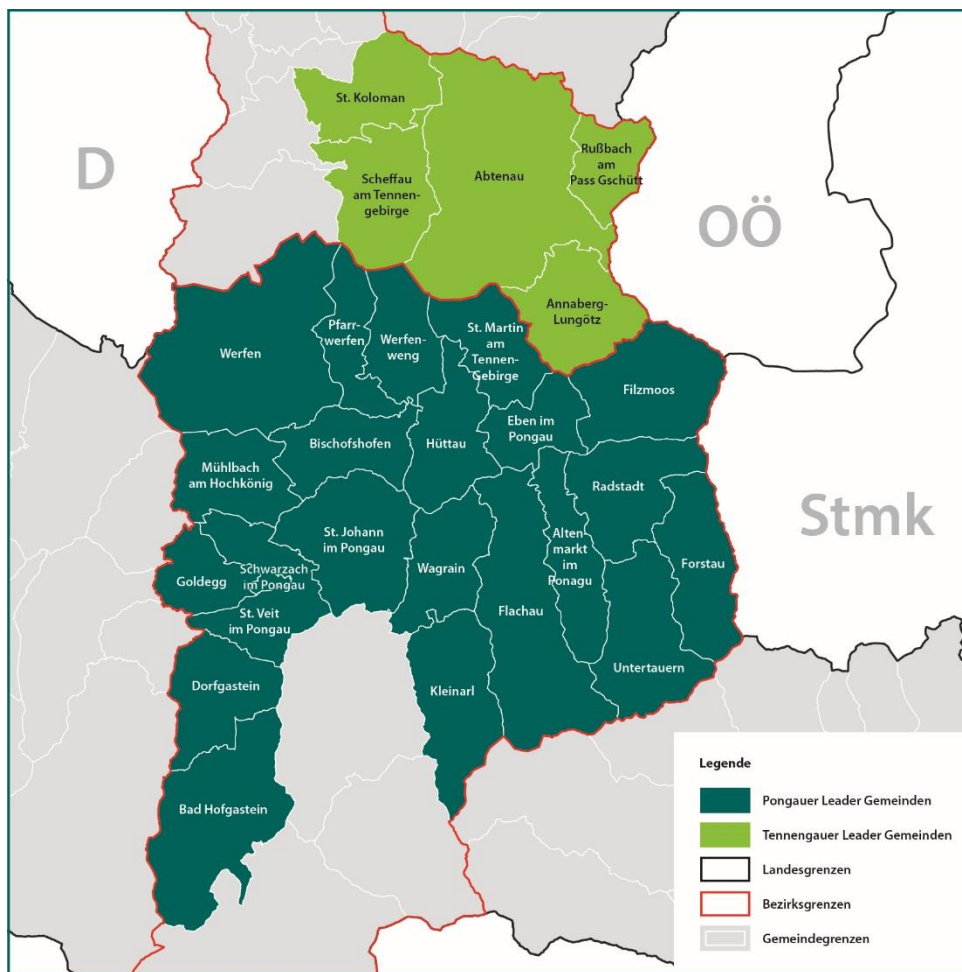 D
OÖ
Stmk
St. Koloman
Scheffau
am Tennen-
gebirge
Abtenau
Rußbach
am
Pass Gschütt
Annaberg-
Lungötz
Werfen
Pfarr-
werfen
Werfen-
weng
St. Martin
am
Tennen-
Gebirge
Filzmoos
Eben im
Pongau
Bischofshofen
Hüttau
Mühlbach
am Hochkönig
Radstadt
St. Johann
im Pongau
Alten-
markt
im
Ponagu
Goldegg
Schwarzach
im Pongau
Wagrain
Forstau
St. Veit
im Pongau
Flachau
Untertauern
Dorfgastein
Kleinarl
Bad Hofgastein
Legende
Pongauer Leader Gemeinden
Tennengauer Leader Gemeinden
Landesgrenzen
Bezirksgrenzen
Gemeindegrenzen